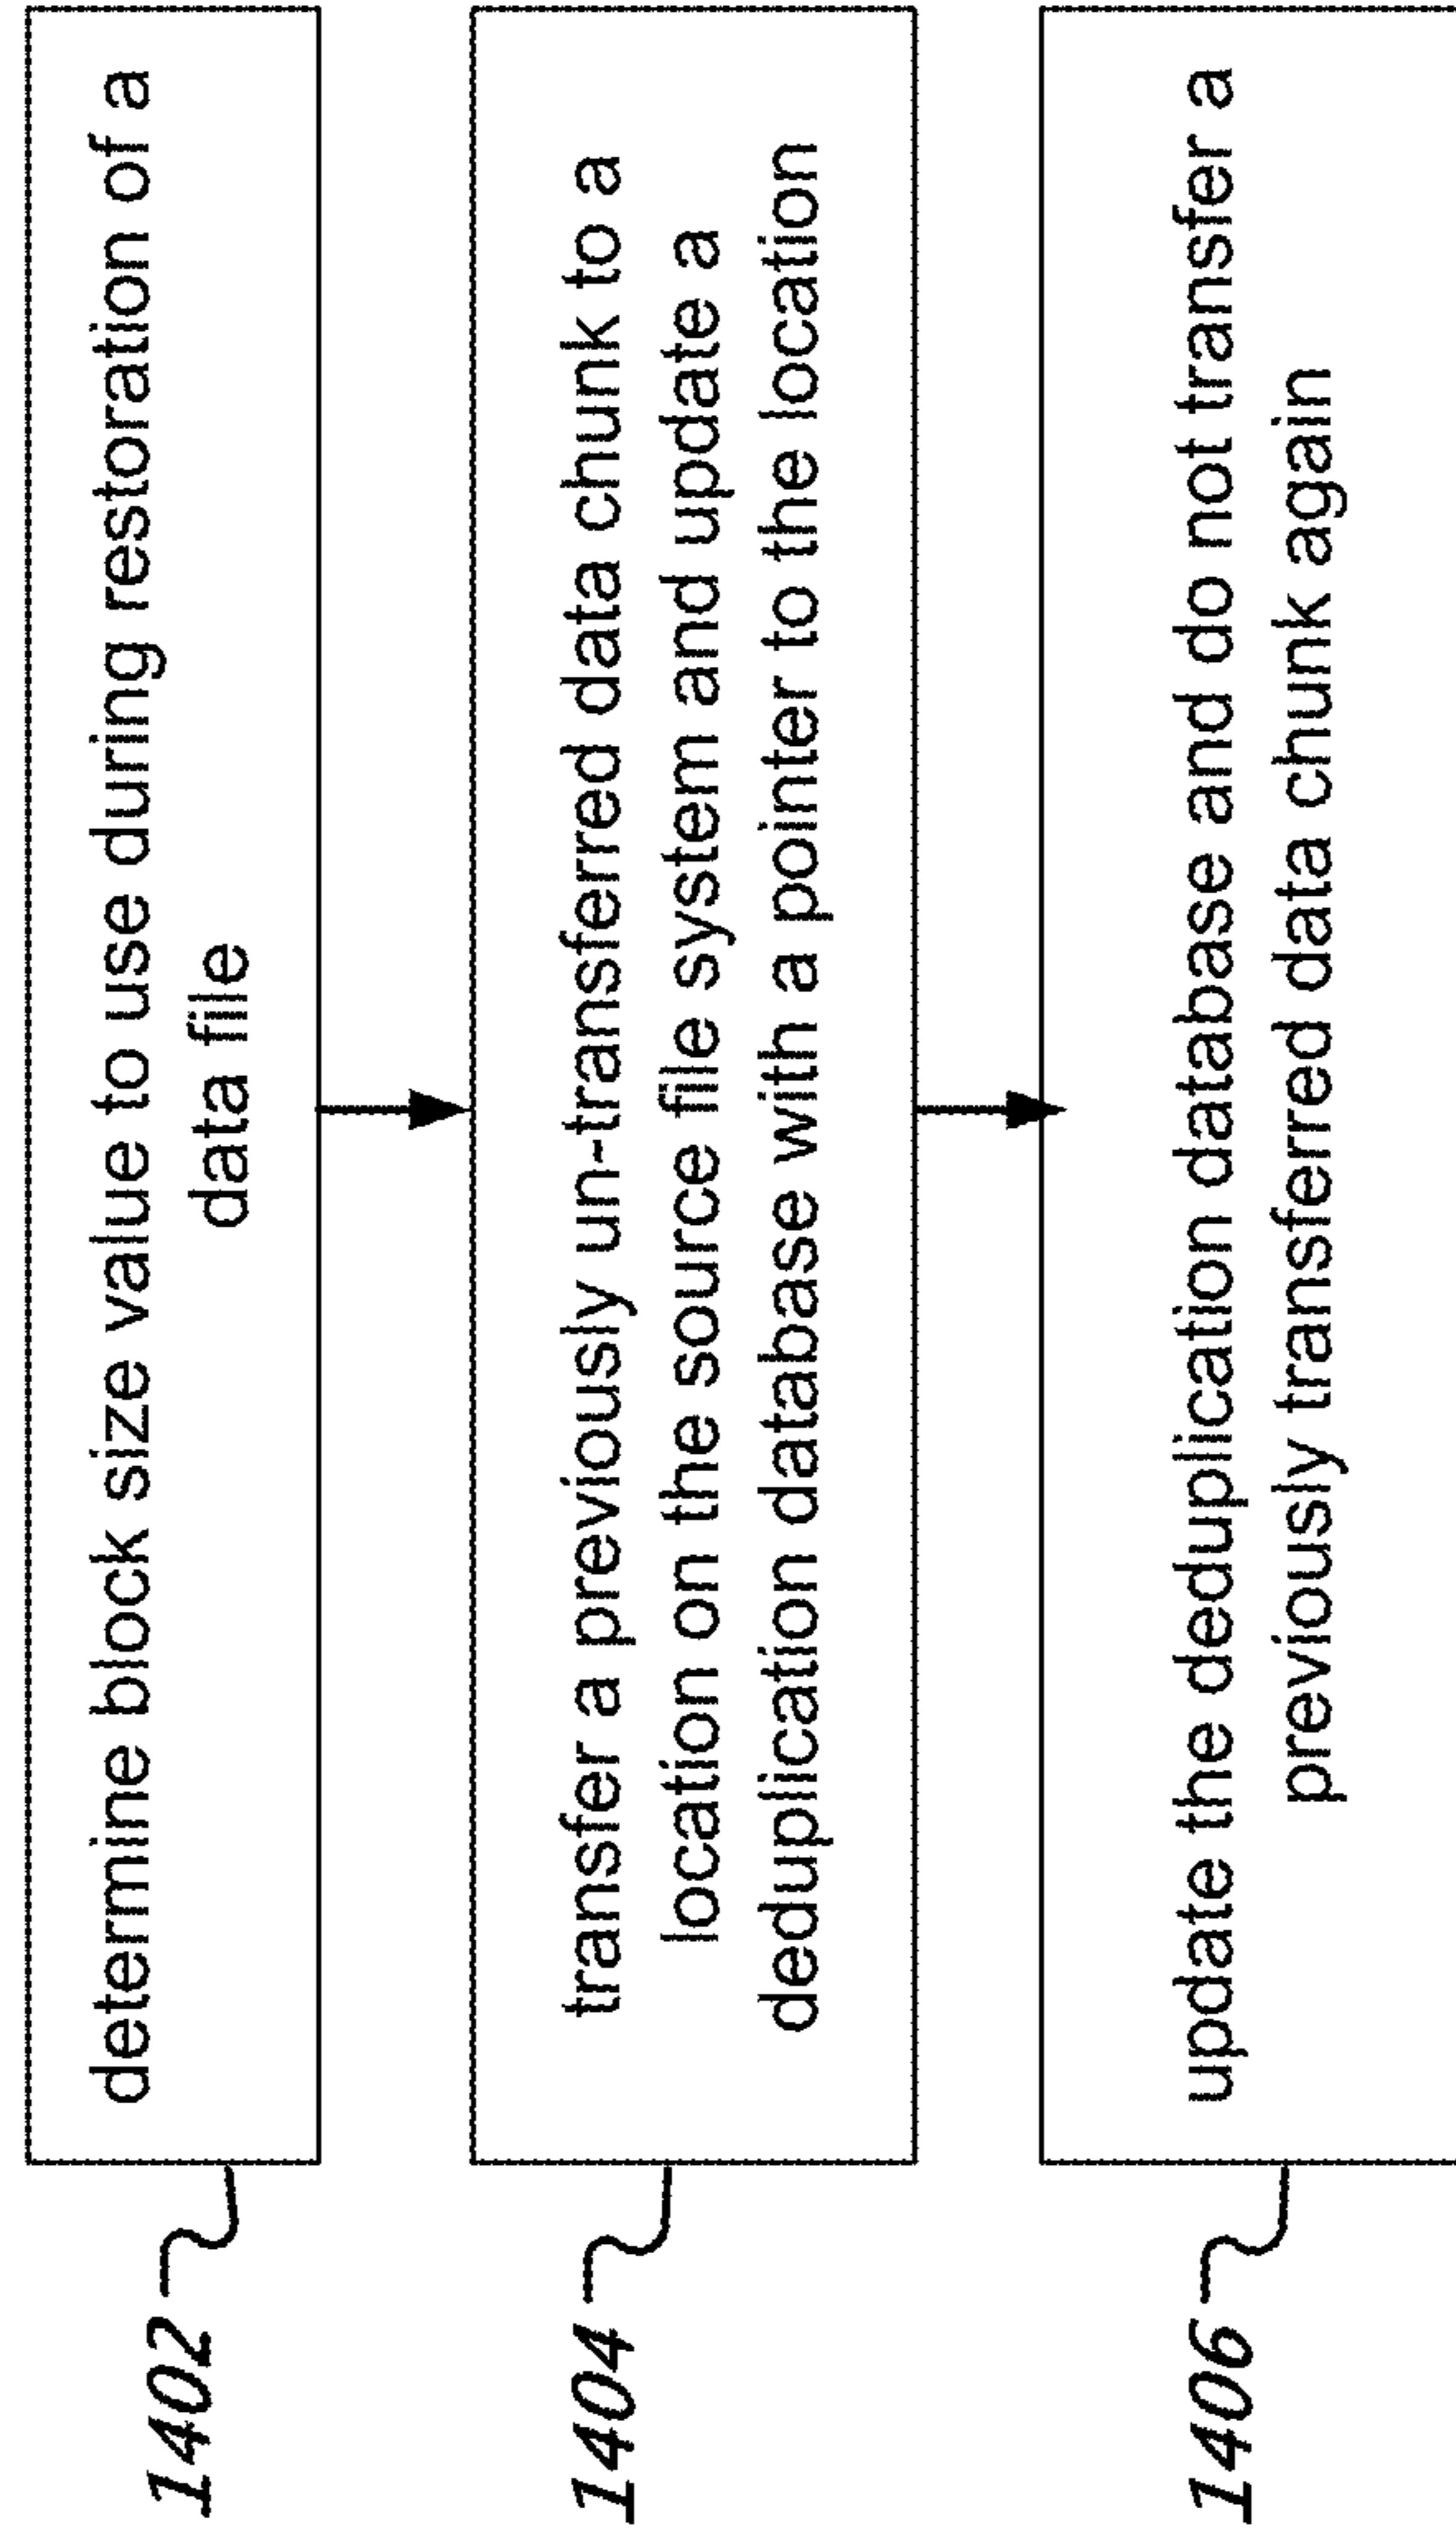 1402
determine block size value to use during restoration of a
data file
1404
transfer a previously un-transferred data chunk to a
location on the source file system and update a
deduplication database with a pointer to the location
1406
update the deduplication database and do not transfer a
previously transferred data chunk again